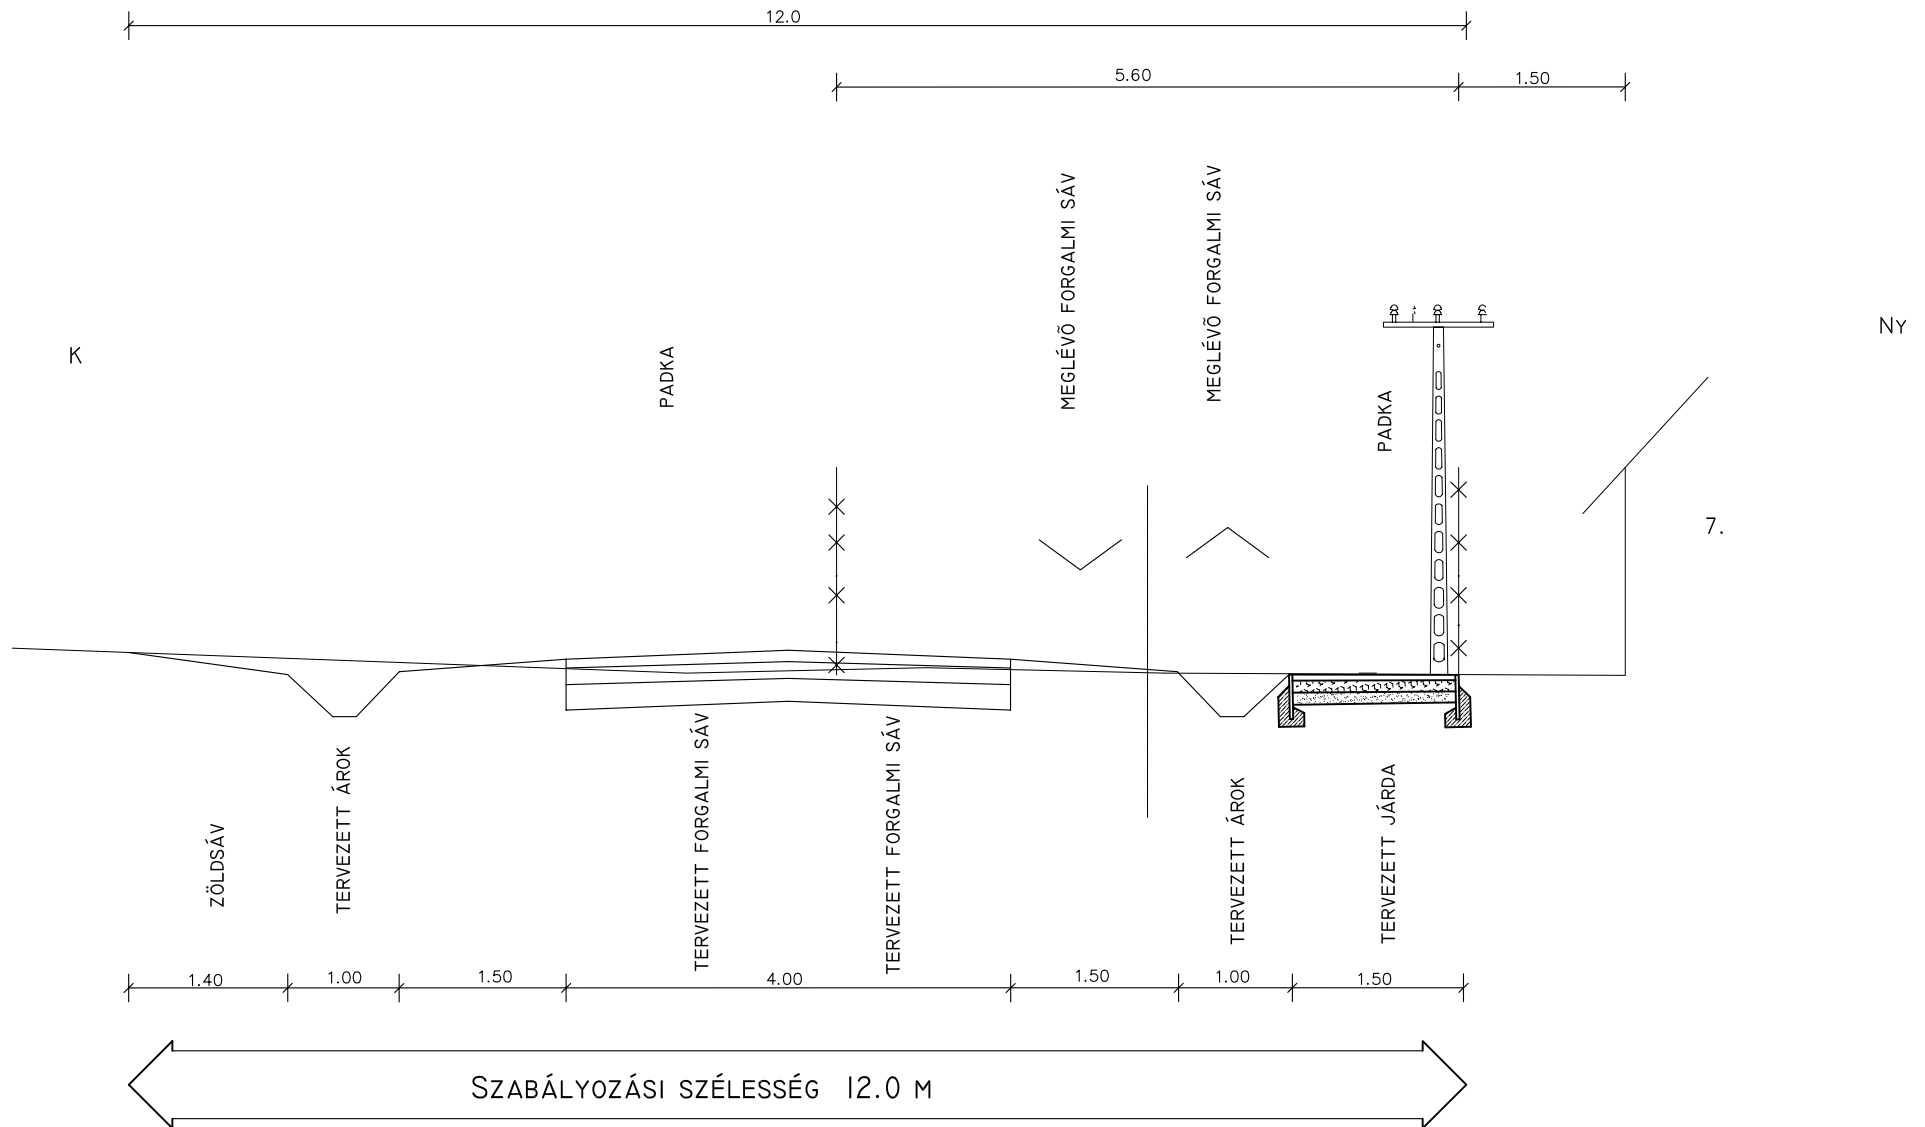 12.0
5.60
1.50
MEGLÉVÕ FORGALMI SÁV
MEGLÉVÕ FORGALMI SÁV
K
PADKA
PADKA
NY
7.
ZÖLDSÁV
TERVEZETT ÁROK
TERVEZETT FORGALMI SÁV
TERVEZETT FORGALMI SÁV
TERVEZETT ÁROK
TERVEZETT JÁRDA
1.40
1.00
1.50
4.00
1.50
1.00
1.50
SZABÁLYOZÁSI SZÉLESSÉG 12.0 M